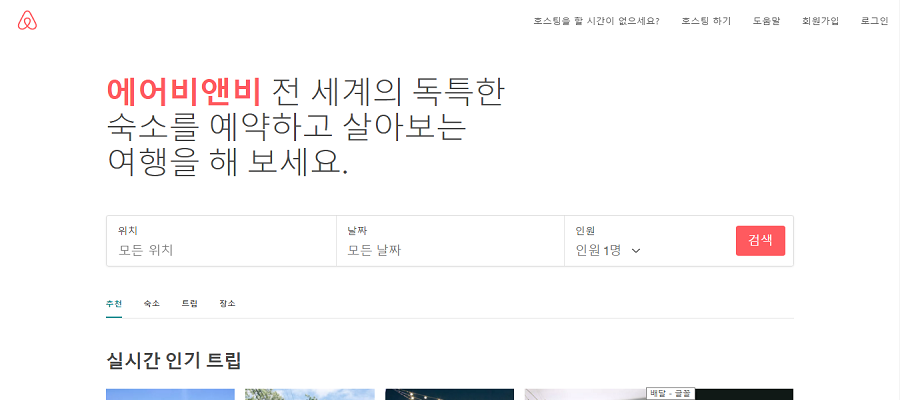 호스팅을 할 시간이 없으세요? 호스팅 하기 도움말 회원가입 로그인
에어비앤비 전 세계의 독특한
숙소를 예약하고 살아보는
여행을 해 보세요.
위치 날짜 인원
모든 위치 모든 날짜 인원 1명 검색
추천 숙소 트립 장소
실시간 인기 트립
배달 - 글꼴